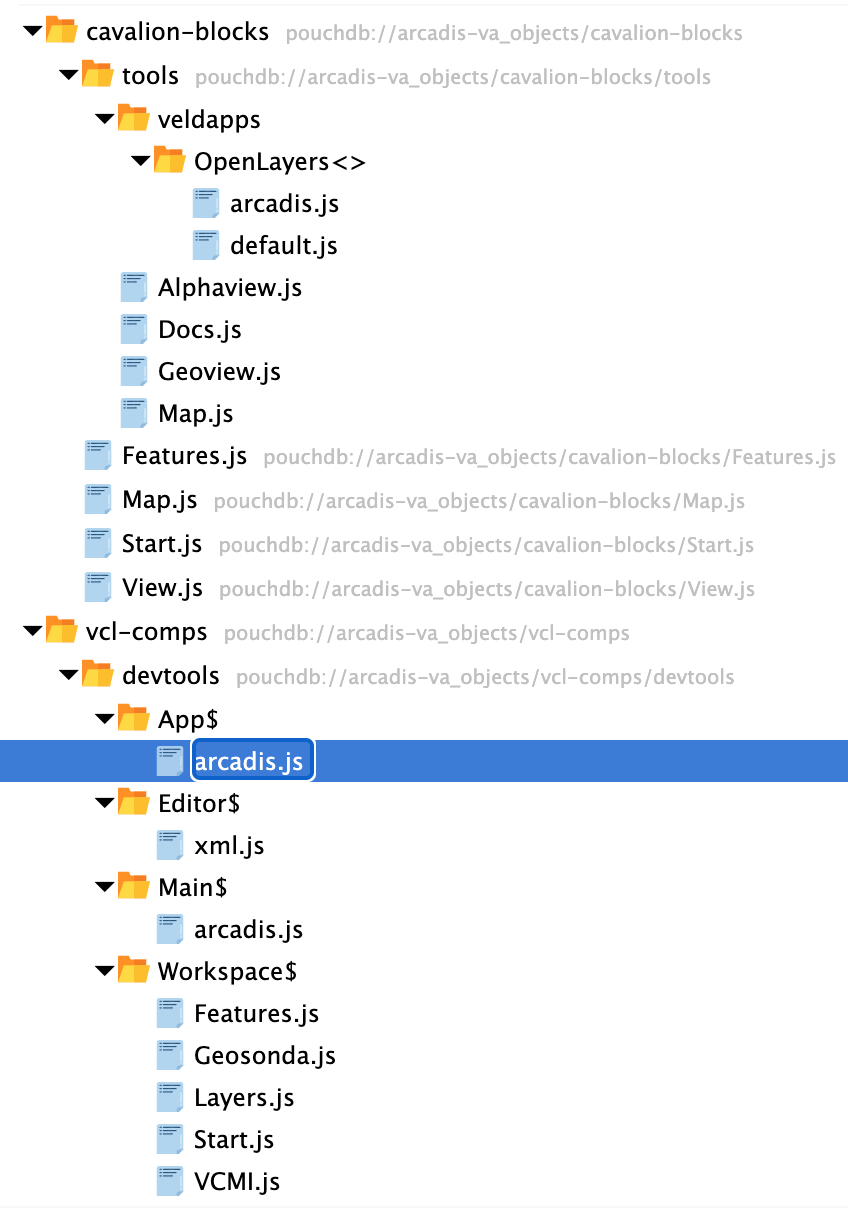 cavalion-blocks pouchdb://arcadis-va_objects/cavalion-blocks
tools pouchdb://arcadis-va_objects/cavalion-blocks/tools
veldapps
OpenLayers<>
arcadis.js
default.js
Alphaview.js
Docs.js
Geoview.js
Map.js
Features.js pouchdb://arcadis-va_objects/cavalion-blocks/Features.js
Map.js pouchdb://arcadis-va_objects/cavalion-blocks/Map.js
Start.js pouchdb://arcadis-va_objects/cavalion-blocks/Start.js
View.js pouchdb://arcadis-va_objects/cavalion-blocks/View.js
vcl-comps pouchdb://arcadis-va_objects/vcl-comps
devtools pouchdb://arcadis-va_objects/vcl-comps/devtools
App$
arcadis.js
Editor$
xml.js
Main$
arcadis.js
Workspace$
Features.js
Geosonda.js
Layers.js
Start.js
VCMI.js